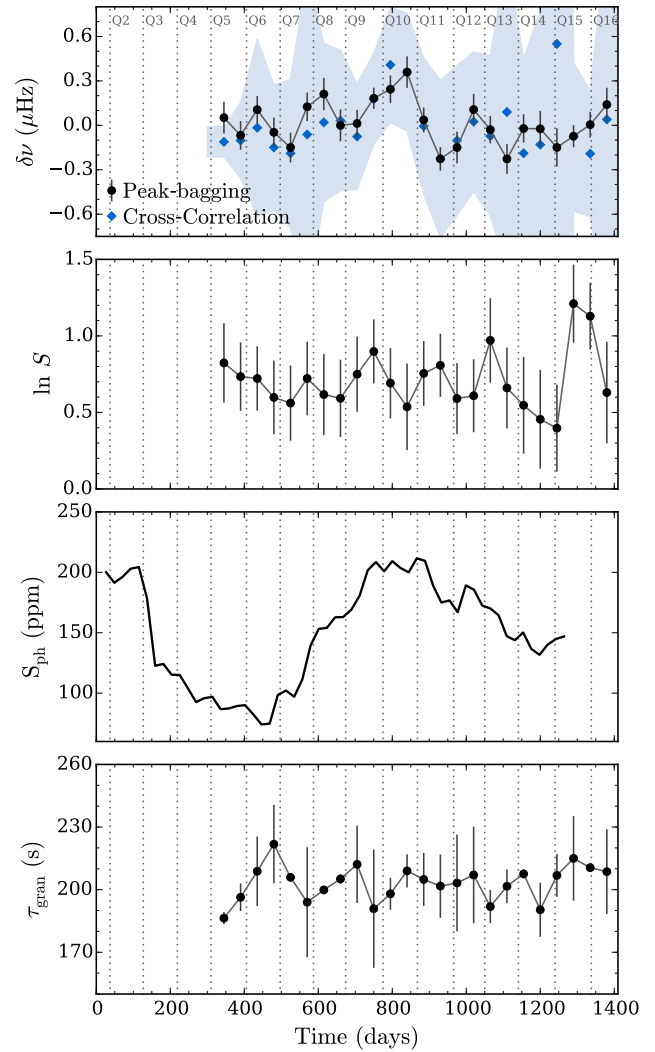 Q2 Q3 Q4 Q5 Q6 Q7 Q8 Q9 Q10 Q11 Q12 Q13 Q14 Q15 Q16
0.6
0.3
0.0
−0.3
−0.6
δν (μHz)
Peak-bagging
Cross-Correlation
1.5
1.0
0.5
0.0
ln S
250
200
150
100
S_ph (ppm)
260
230
200
170
τ_gran (s)
0 200 400 600 800 1000 1200 1400
Time (days)